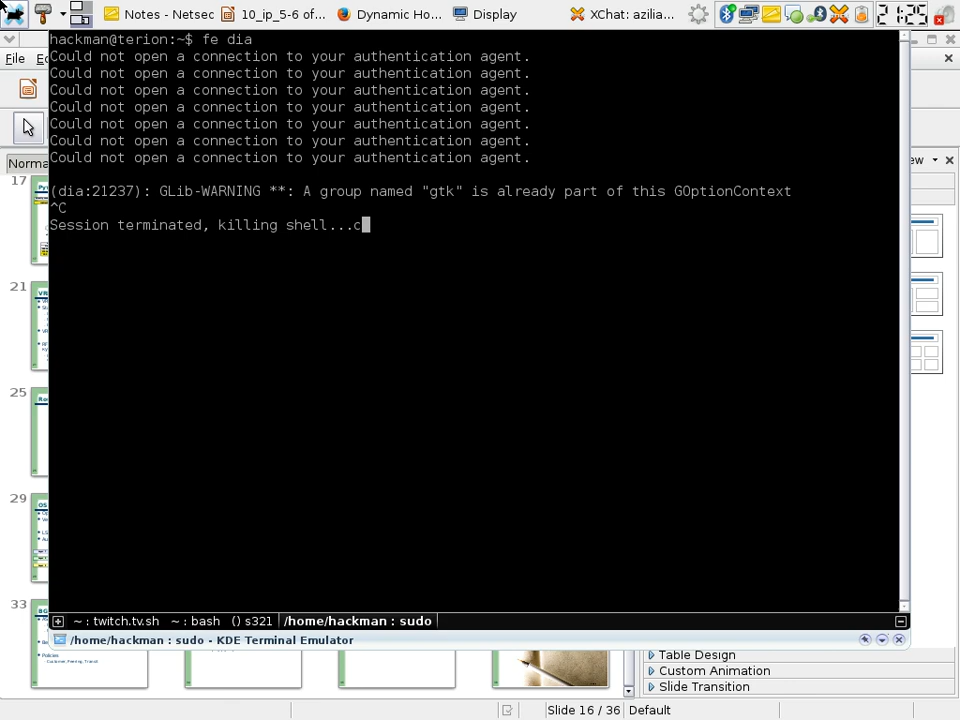 Notes - Netsec
10_ip_5-6 of...
Dynamic Ho...
Display
XChat: azilia...
21:25
hackman@terion:~$ fe dia
Could not open a connection to your authentication agent.
Could not open a connection to your authentication agent.
Could not open a connection to your authentication agent.
Could not open a connection to your authentication agent.
Could not open a connection to your authentication agent.
Could not open a connection to your authentication agent.
Could not open a connection to your authentication agent.
(dia:21237): GLib-WARNING **: A group named "gtk" is already part of this GOptionContext
^C
Session terminated, killing shell...c
File
Norma
ew
17
21
25
29
33
~ : twitch.tv.sh
~ : bash
() s321
/home/hackman : sudo
/home/hackman : sudo - KDE Terminal Emulator
Policies
Table Design
Custom Animation
Slide Transition
Slide 16 / 36
Default